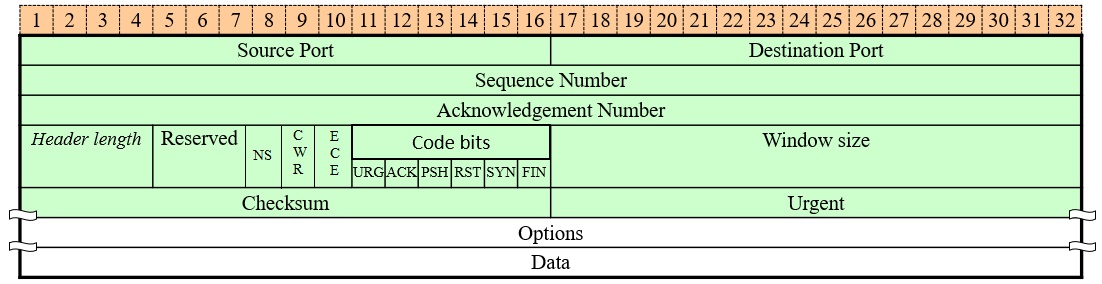 1 2 3 4 5 6 7 8 9 10 11 12 13 14 15 16 17 18 19 20 21 22 23 24 25 26 27 28 29 30 31 32
Source Port Destination Port
Sequence Number
Acknowledgement Number
Header length Reserved NS CWR ECE Code bits Window size
URG ACK PSH RST SYN FIN
Checksum Urgent
Options
Data